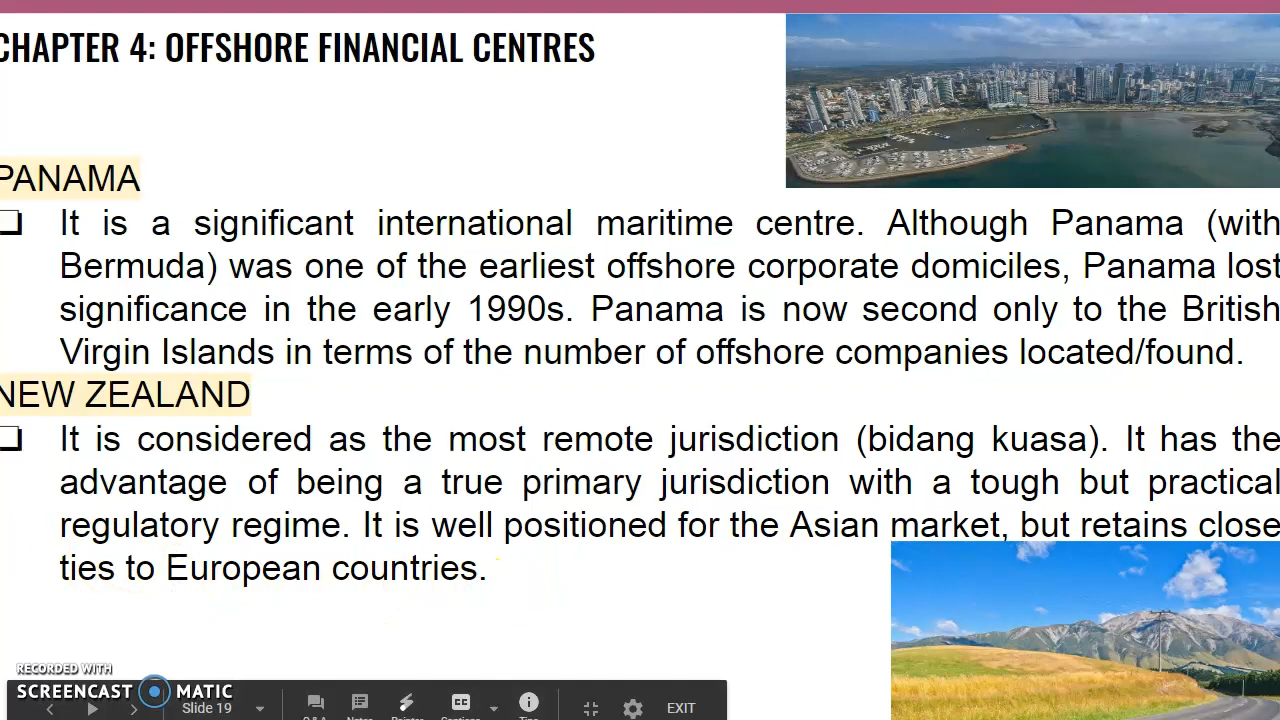 CHAPTER 4: OFFSHORE FINANCIAL CENTRES
PANAMA
It is a significant international maritime centre. Although Panama (with
Bermuda) was one of the earliest offshore corporate domiciles, Panama lost
significance in the early 1990s. Panama is now second only to the British
Virgin Islands in terms of the number of offshore companies located/found.
NEW ZEALAND
It is considered as the most remote jurisdiction (bidang kuasa). It has the
advantage of being a true primary jurisdiction with a tough but practical
regulatory regime. It is well positioned for the Asian market, but retains close
ties to European countries.
RECORDED WITH
SCREENCAST MATIC
Slide 19
CC
EXIT